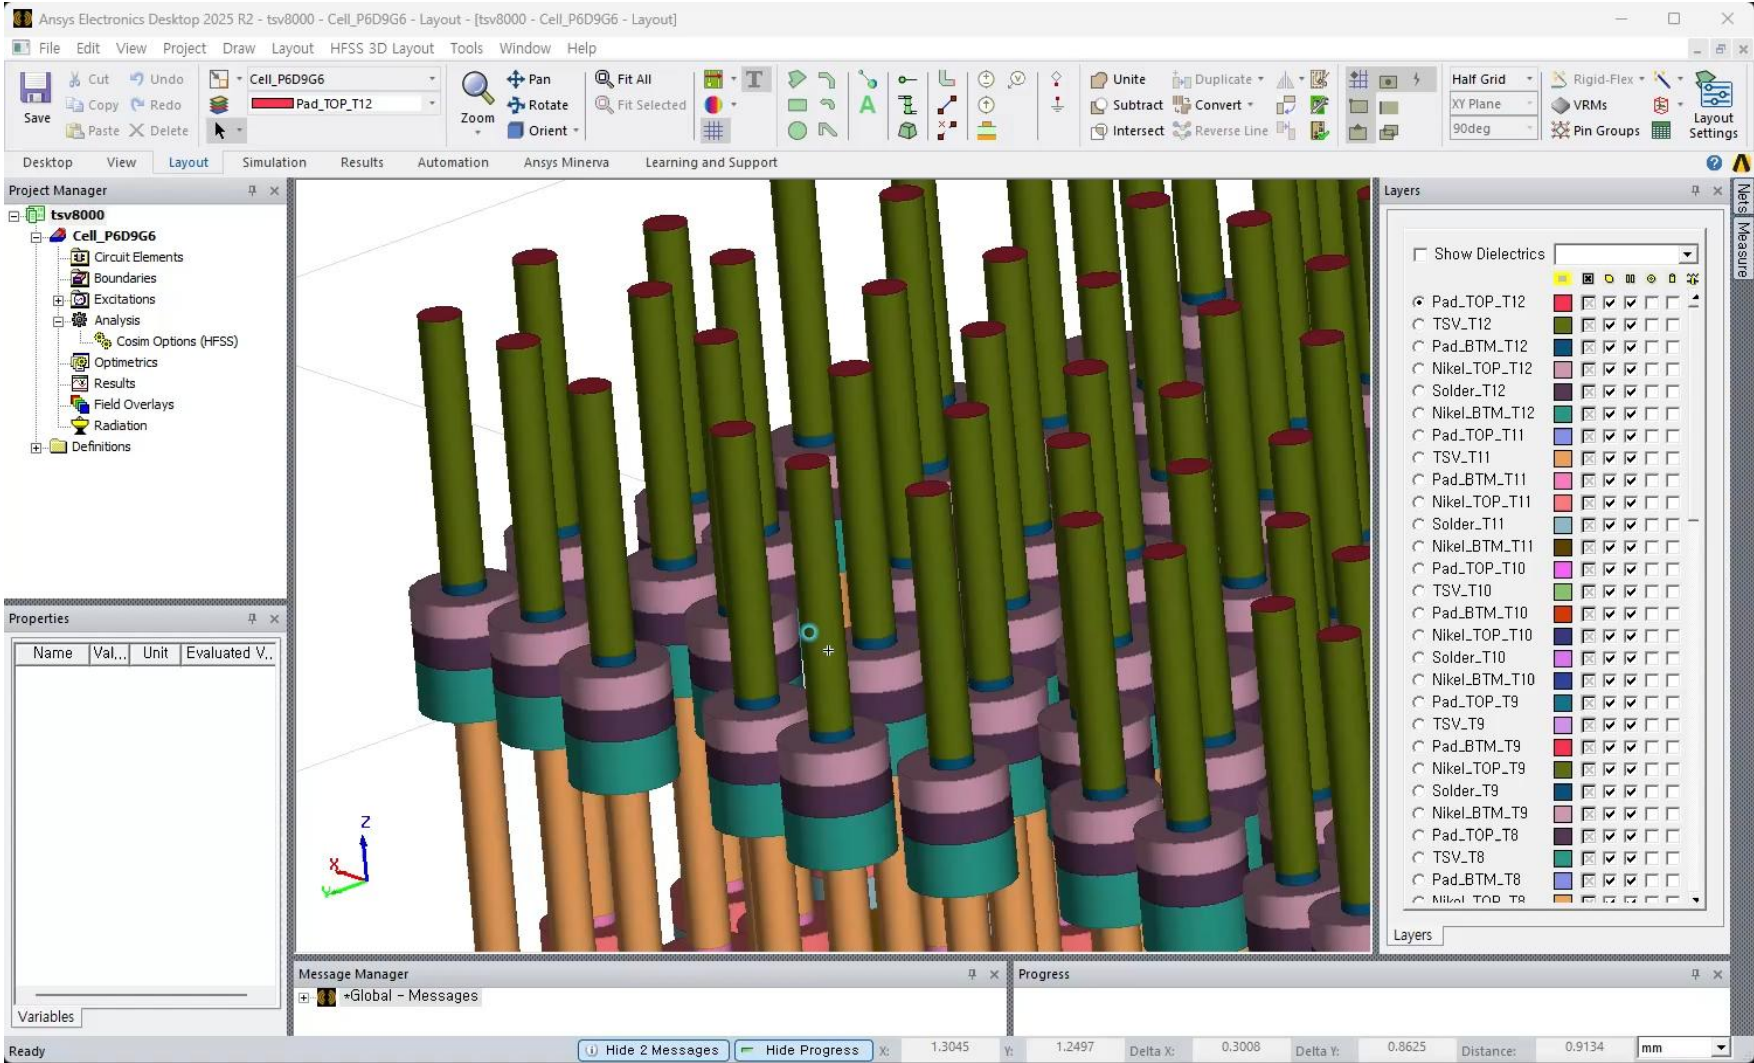 Ansys Electronics Desktop 2025 R2 - tsv8000 - Cell_P6D9G6 - Layout - [tsv8000 - Cell_P6D9G6 - Layout]
File Edit View Project Draw Layout HFSS 3D Layout Tools Window Help
Save
Cut Undo
Copy Redo
Paste Delete
Cell_P6D9G6
Pad_TOP_T12
Zoom
Pan
Rotate
Orient
Fit All
Fit Selected
Unite Duplicate
Subtract Convert
Intersect Reverse Line
Half Grid
XY Plane
90deg
Rigid-Flex
VRMs
Pin Groups
Layout
Settings
Desktop View Layout Simulation Results Automation Ansys Minerva Learning and Support
Project Manager
tsv8000
Cell_P6D9G6
Circuit Elements
Boundaries
Excitations
Analysis
Cosim Options (HFSS)
Optimetrics
Results
Field Overlays
Radiation
Definitions
Properties
Name Val... Unit Evaluated V...
Variables
Z
X
Y
Layers
Show Dielectrics
Pad_TOP_T12
TSV_T12
Pad_BTM_T12
Nikel_TOP_T12
Solder_T12
Nikel_BTM_T12
Pad_TOP_T11
TSV_T11
Pad_BTM_T11
Nikel_TOP_T11
Solder_T11
Nikel_BTM_T11
Pad_TOP_T10
TSV_T10
Pad_BTM_T10
Nikel_TOP_T10
Solder_T10
Nikel_BTM_T10
Pad_TOP_T9
TSV_T9
Pad_BTM_T9
Nikel_TOP_T9
Solder_T9
Nikel_BTM_T9
Pad_TOP_T8
TSV_T8
Pad_BTM_T8
Nikel_TOP_T8
Layers
Nets
Measure
Message Manager
*Global - Messages
Progress
Ready
Hide 2 Messages
Hide Progress
X: 1.3045 Y: 1.2497 Delta X: 0.3008 Delta Y: 0.8625 Distance: 0.9134 mm